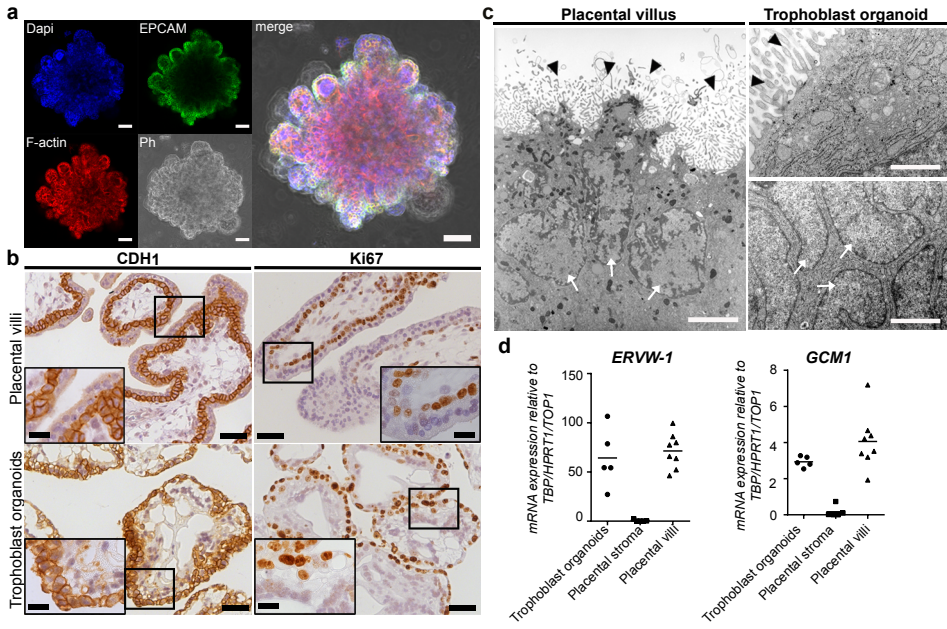 a
Dapi
EPCAM
merge
F-actin
Ph
b
CDH1
Ki67
Placental villi
Trophoblast organoids
c
Placental villus
Trophoblast organoid
d
ERVW-1
mRNA expression relative to
TBP/HPRT1/TOP1
150
100
50
0
Trophoblast organoids
Placental stroma
Placental villi
GCM1
mRNA expression relative to
TBP/HPRT1/TOP1
8
6
4
2
0
Trophoblast organoids
Placental stroma
Placental villi